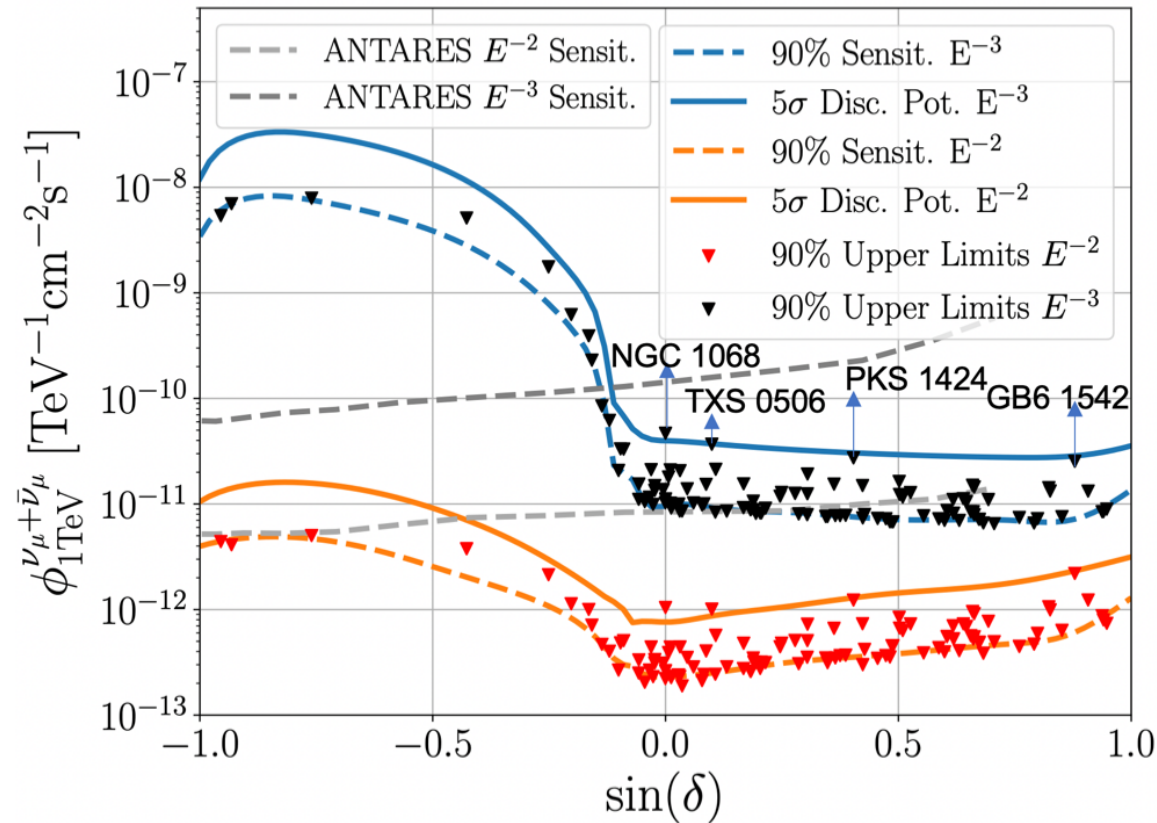 ANTARES E⁻² Sensit.
ANTARES E⁻³ Sensit.
90% Sensit. E⁻³
5σ Disc. Pot. E⁻³
90% Sensit. E⁻²
5σ Disc. Pot. E⁻²
90% Upper Limits E⁻²
90% Upper Limits E⁻³
NGC 1068
TXS 0506
PKS 1424
GB6 1542
ϕ_{1TeV}^{ν_μ+ν̄_μ} [TeV⁻¹cm⁻²s⁻¹]
10⁻⁷
10⁻⁸
10⁻⁹
10⁻¹⁰
10⁻¹¹
10⁻¹²
10⁻¹³
−1.0 −0.5 0.0 0.5 1.0
sin(δ)